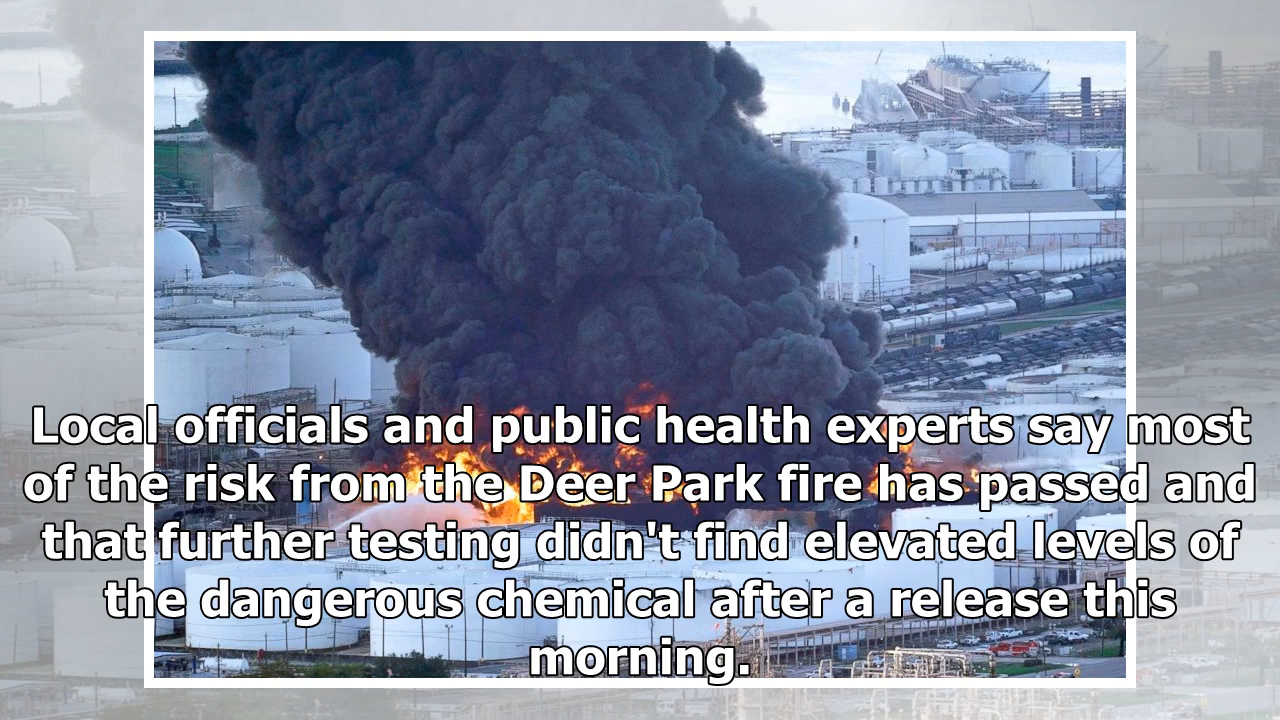 Local officials and public health experts say most
of the risk from the Deer Park fire has passed and
that further testing didn't find elevated levels of
the dangerous chemical after a release this
morning.